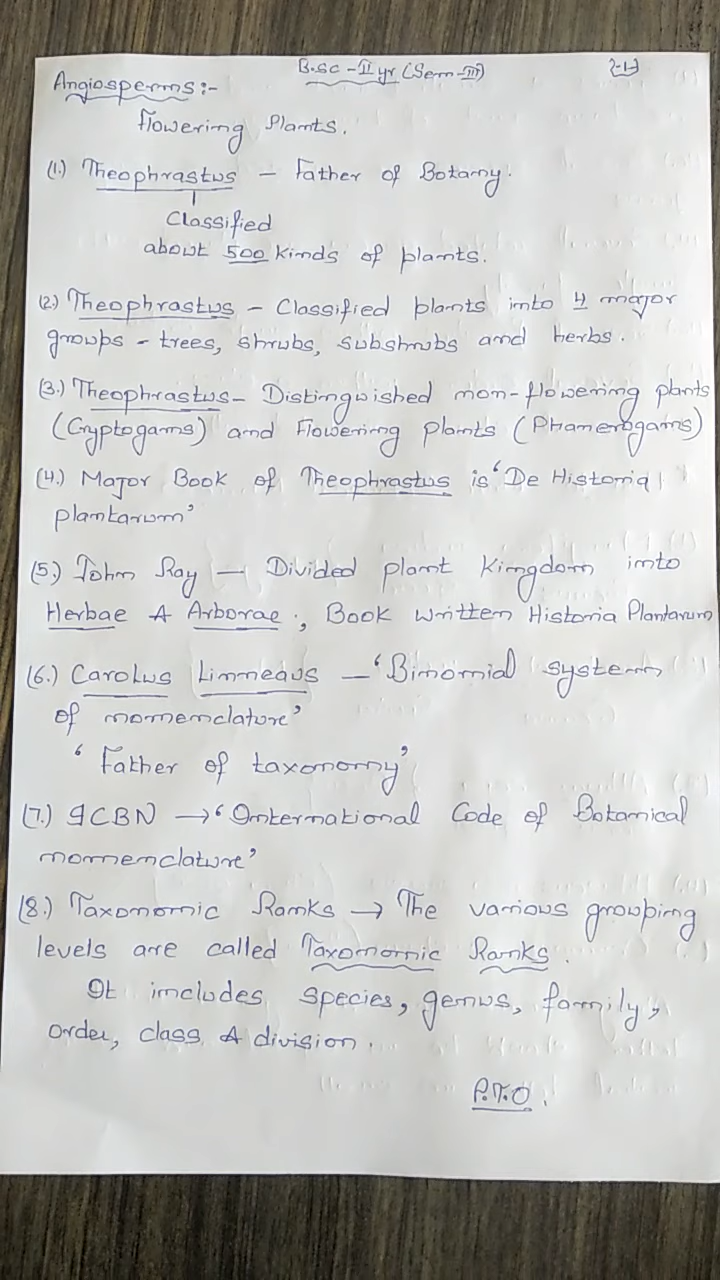 B.Sc - II yr (Sem-III)
Angiosperms:-
Flowering Plants.
(1.) Theophrastus - Father of Botany.
Classified
about 500 kinds of plants.
(2.) Theophrastus - Classified plants into 4 major
groups - trees, shrubs, substrubs and herbs.
(3.) Theophrastus - Distingwished non-flowering plants
(Cryptogams) and Flowering plants (Phanerogams)
(4.) Major Book of Theophrastus is 'De Historia
plantarum'
(5.) John Ray - Divided plant kingdom into
Herbae & Arborae., Book written Historia Plantarum
(6.) Carolus Linneaus - 'Binomial system
of nomenclature'
'Father of taxonomy'
(7.) ICBN → 'International Code of Botanical
nomenclature'
(8.) Taxonomic Ranks → The various grouping
levels are called Taxonomic Ranks.
It includes species, genus, family,
order, class & division.
P.T.O.